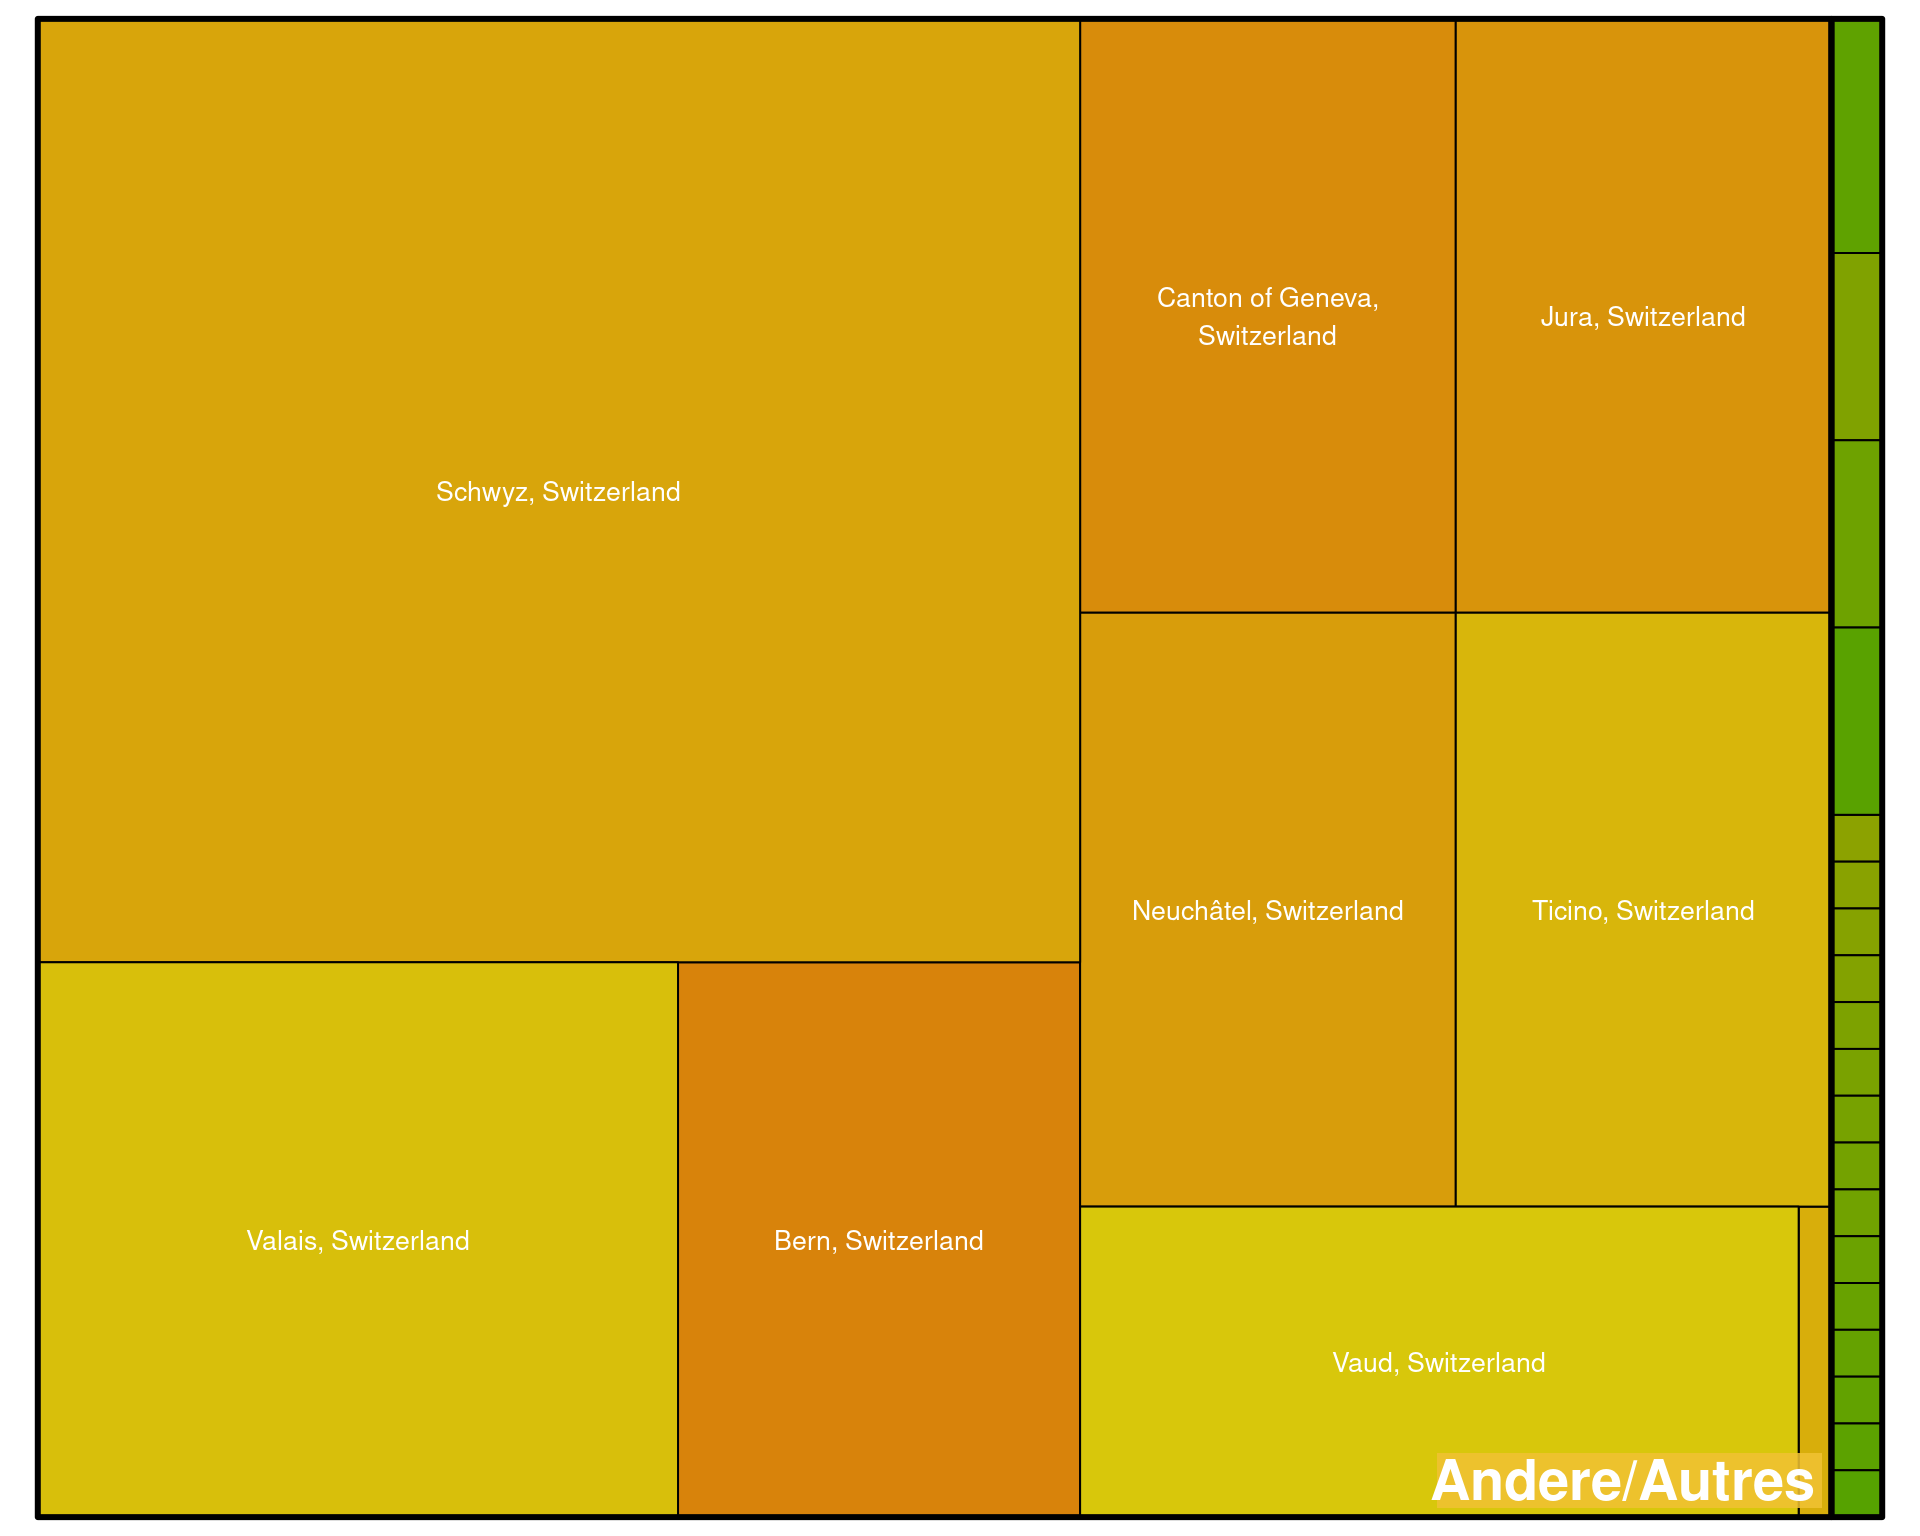 Canton of Geneva,
Switzerland
Jura, Switzerland
Schwyz, Switzerland
Neuchâtel, Switzerland
Ticino, Switzerland
Valais, Switzerland
Bern, Switzerland
Vaud, Switzerland
Andere/Autres